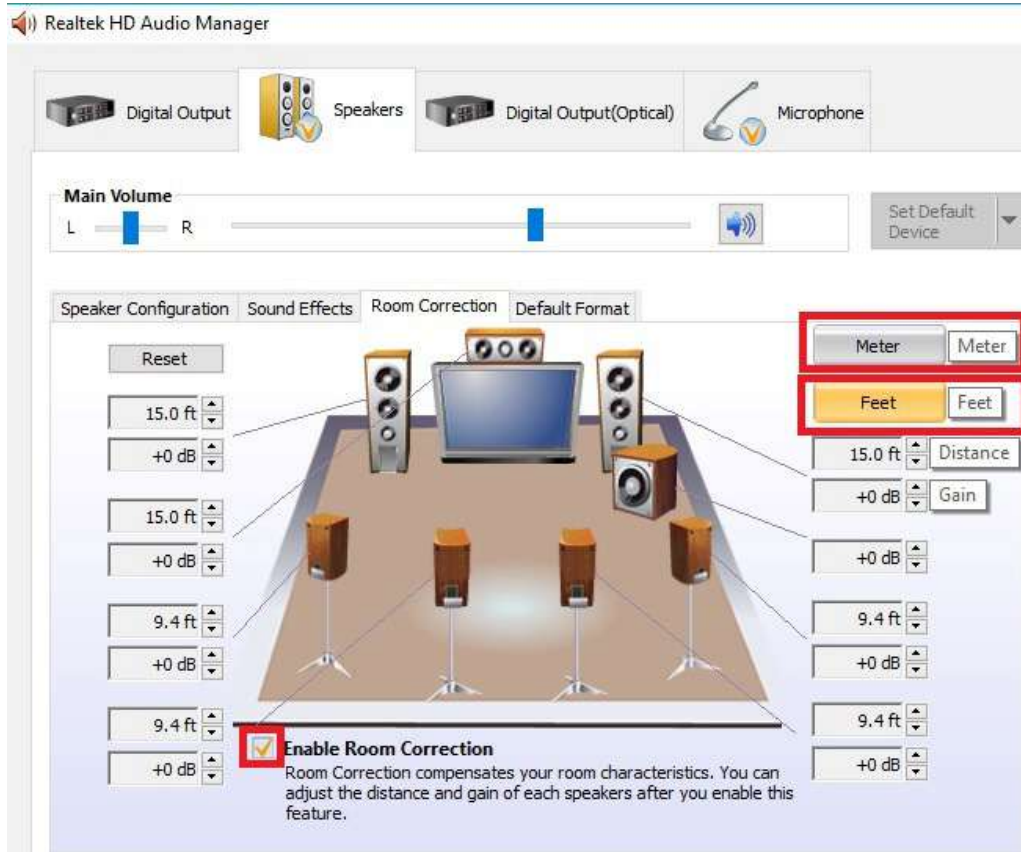 Realtek HD Audio Manager
Digital Output
Speakers
Digital Output(Optical)
Microphone
Main Volume
L R
Set Default
Device
Speaker Configuration Sound Effects Room Correction Default Format
Reset
Meter Meter
Feet Feet
15.0 ft
+0 dB
15.0 ft Distance
+0 dB Gain
15.0 ft
+0 dB
+0 dB
9.4 ft
+0 dB
9.4 ft
+0 dB
9.4 ft
+0 dB
9.4 ft
+0 dB
Enable Room Correction
Room Correction compensates your room characteristics. You can
adjust the distance and gain of each speakers after you enable this
feature.